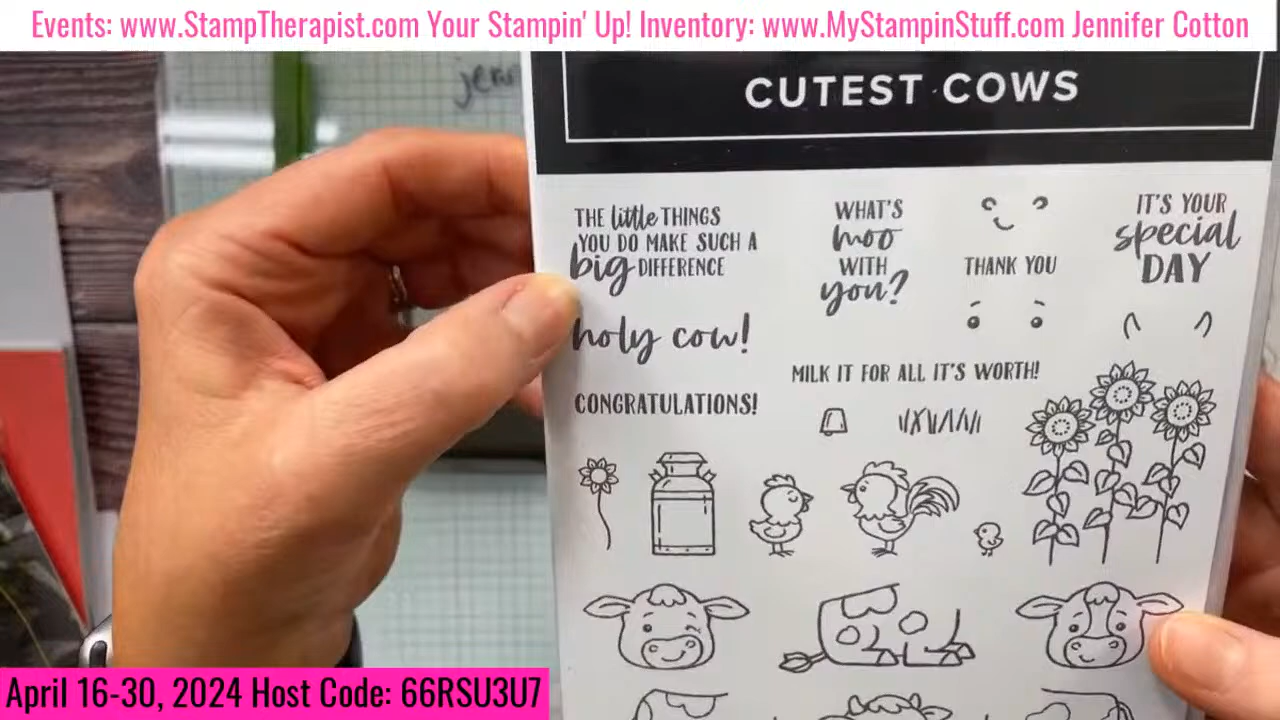 Events: www.StampTherapist.com Your Stampin' Up! Inventory: www.MyStampinStuff.com Jennifer Cotton
CUTEST COWS
THE little THINGS
YOU DO MAKE SUCH A
big DIFFERENCE
WHAT'S
moo
WITH
you?
THANK YOU
IT'S YOUR
special
DAY
holy cow!
MILK IT FOR ALL IT'S WORTH!
CONGRATULATIONS!
April 16-30, 2024 Host Code: 66RSU3U7